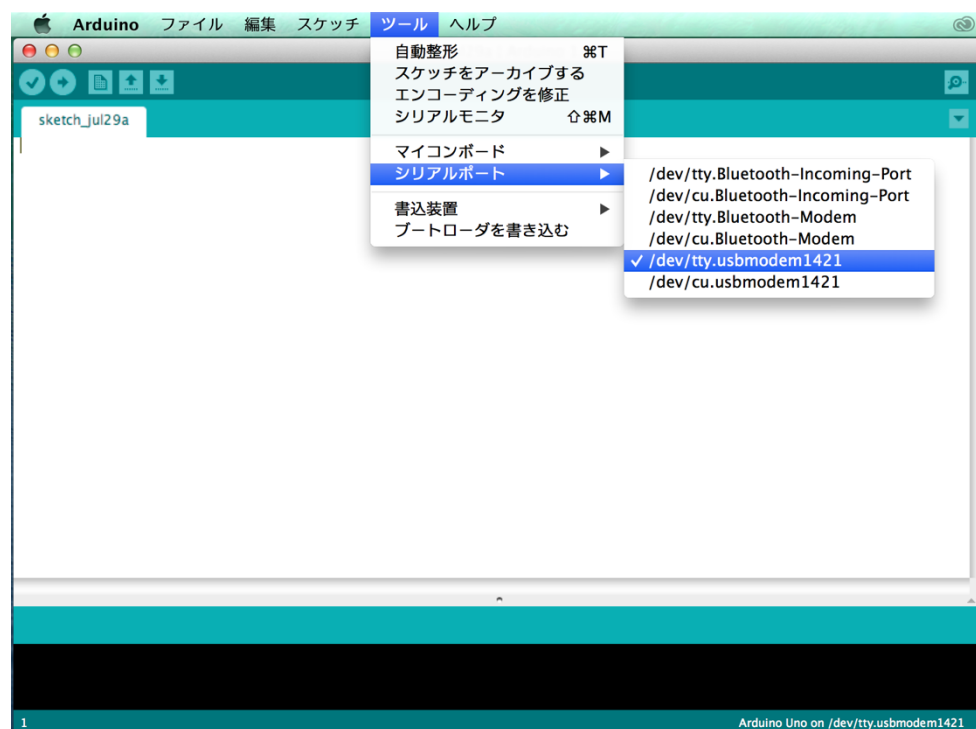 Arduino ファイル 編集 スケッチ ツール ヘルプ
sketch_jul29a
自動整形 ⌘T
スケッチをアーカイブする
エンコーディングを修正
シリアルモニタ ⇧⌘M
マイコンボード ▶
シリアルポート ▶
書込装置 ▶
ブートローダを書き込む
/dev/tty.Bluetooth-Incoming-Port
/dev/cu.Bluetooth-Incoming-Port
/dev/tty.Bluetooth-Modem
/dev/cu.Bluetooth-Modem
✓ /dev/tty.usbmodem1421
/dev/cu.usbmodem1421
1
Arduino Uno on /dev/tty.usbmodem1421